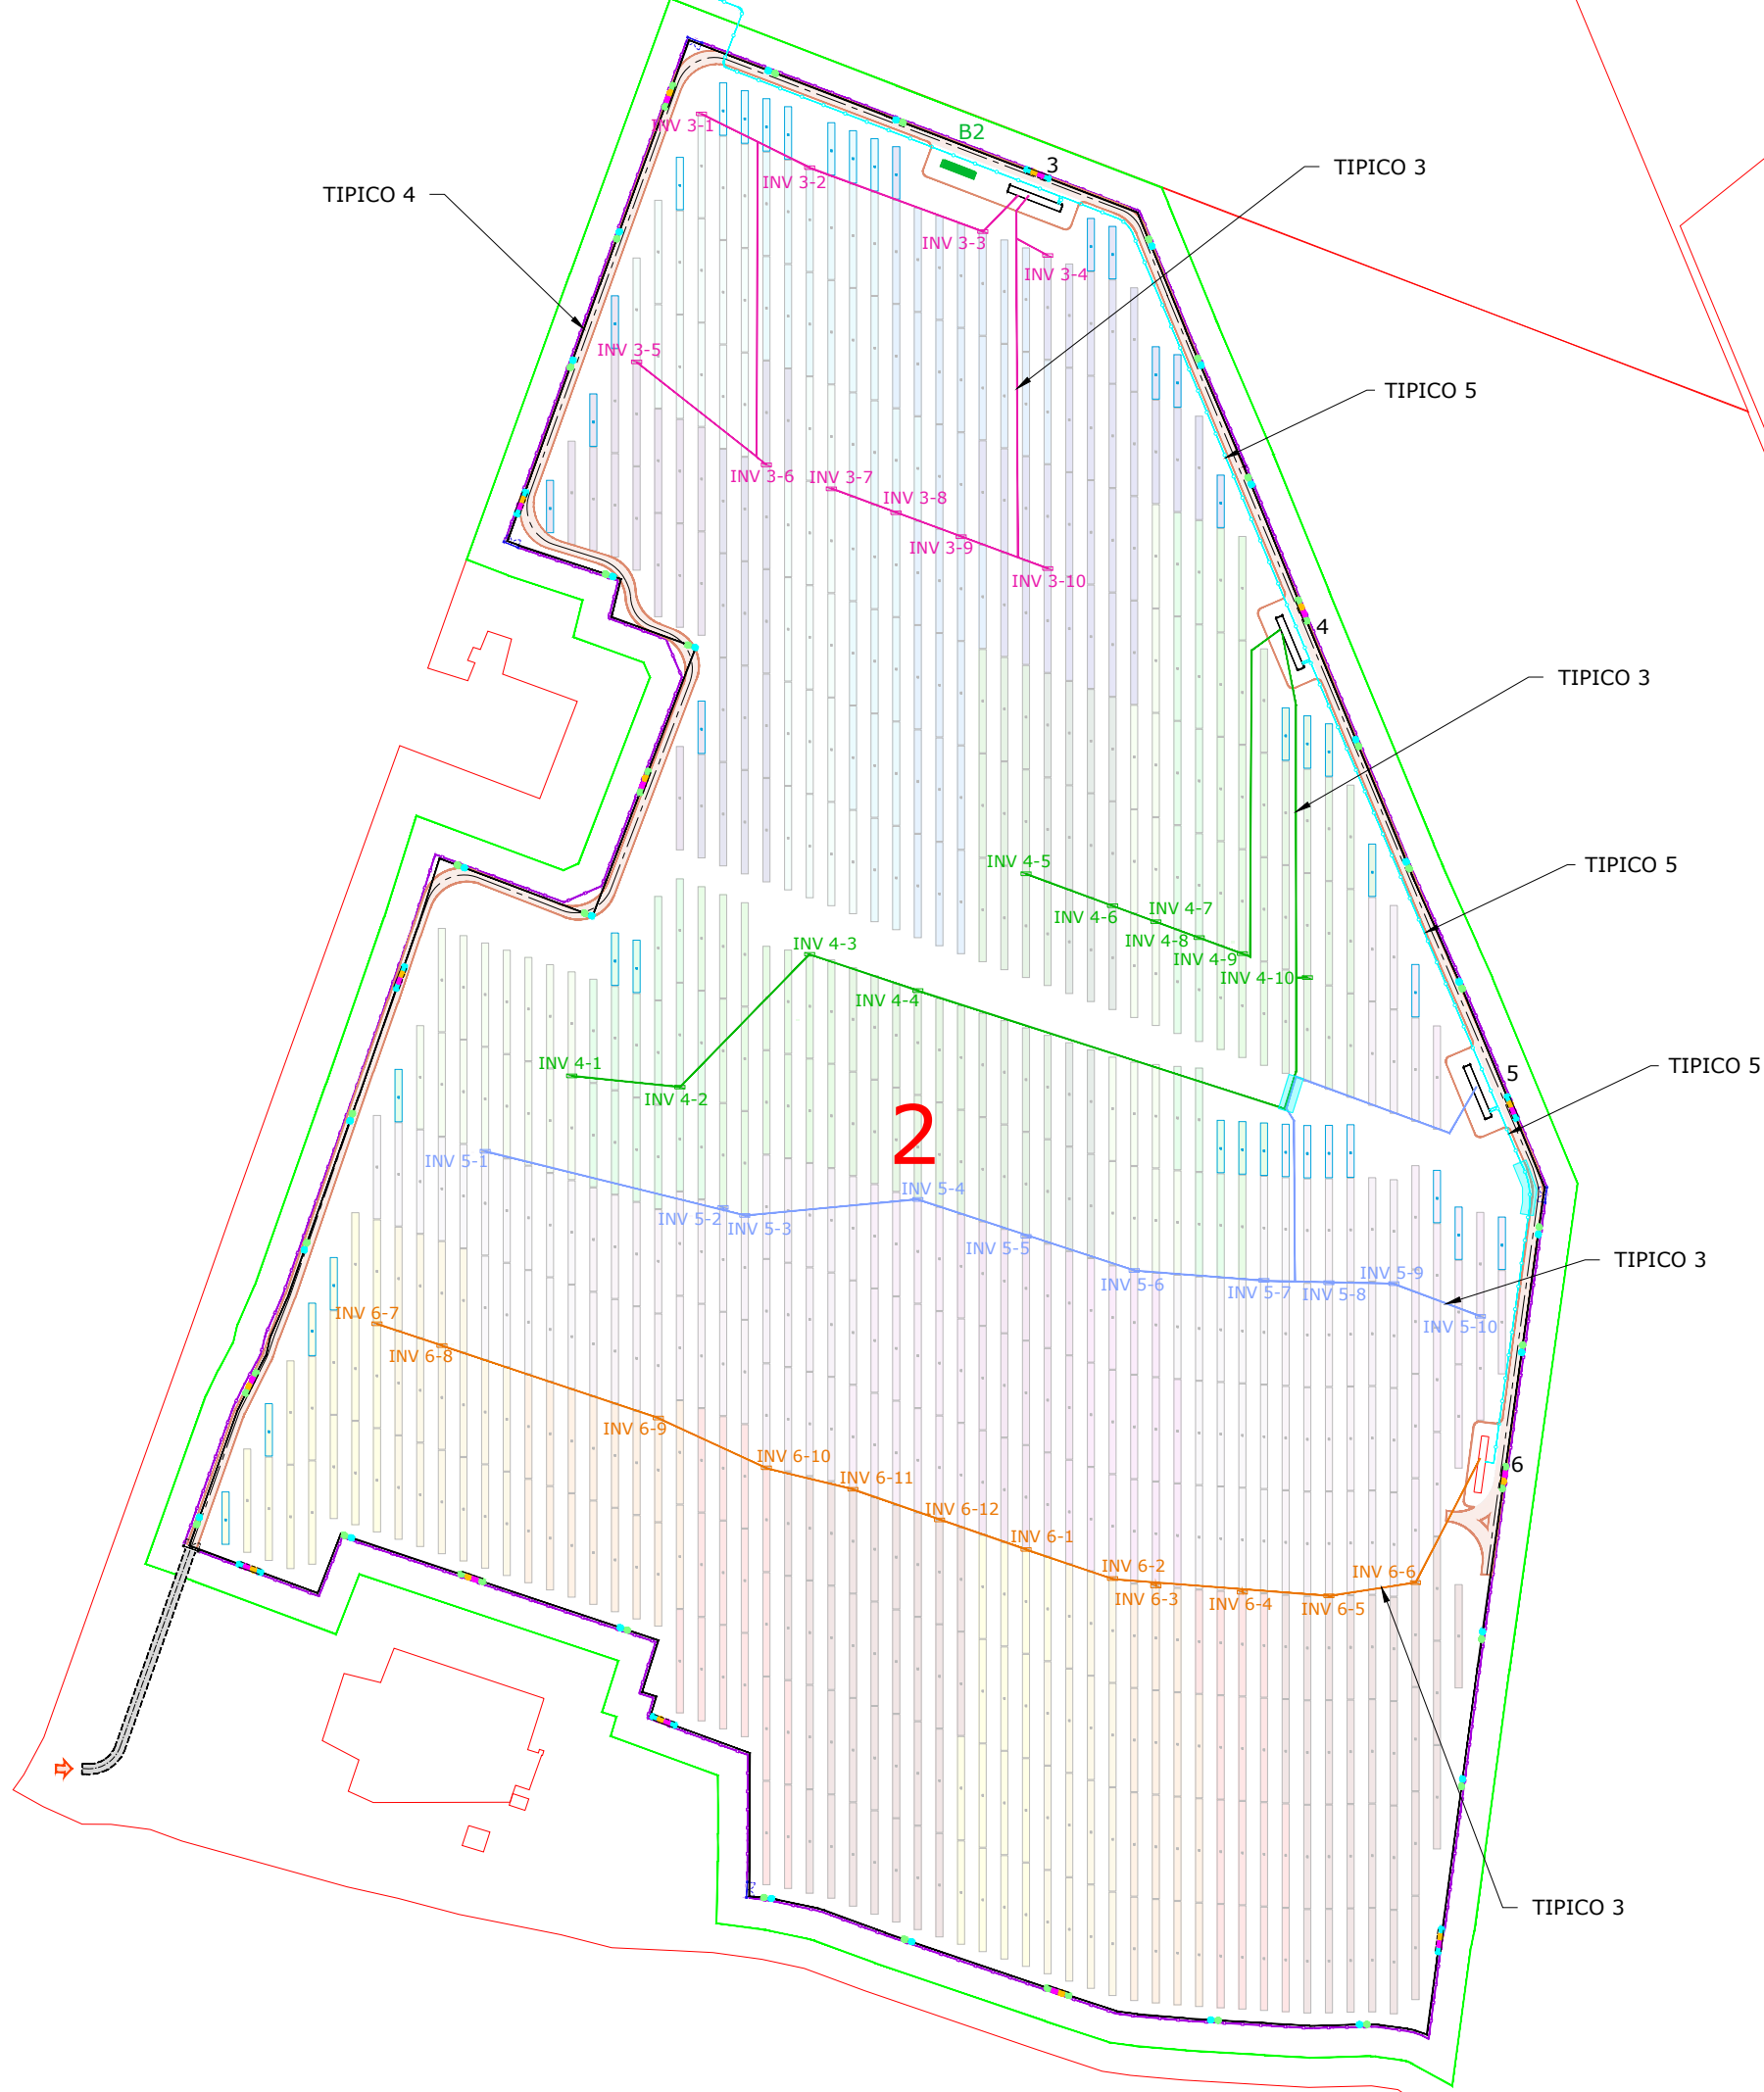 B2
3
INV 3-1
TIPICO 3
INV 3-2
TIPICO 4
INV 3-3
INV 3-4
INV 3-5
TIPICO 5
INV 3-6
INV 3-7
INV 3-8
INV 3-9
INV 3-10
4
TIPICO 3
INV 4-5
TIPICO 5
INV 4-6
INV 4-7
INV 4-8
INV 4-3
INV 4-9
INV 4-10
INV 4-4
INV 4-1
TIPICO 5
INV 4-2
5
2
INV 5-1
INV 5-4
INV 5-2
INV 5-3
INV 5-5
TIPICO 3
INV 5-6
INV 5-7
INV 5-8
INV 5-9
INV 5-10
INV 6-7
INV 6-8
INV 6-9
INV 6-10
6
INV 6-11
INV 6-12
INV 6-1
INV 6-2
INV 6-3
INV 6-4
INV 6-5
INV 6-6
TIPICO 3